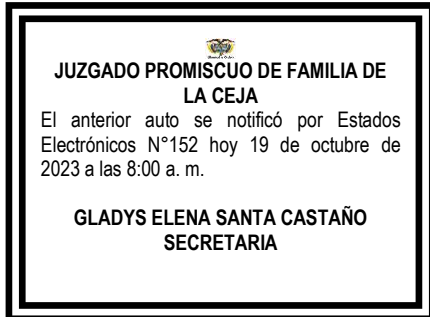 JUZGADO PROMISCUO DE FAMILIA DE
LA CEJA
El anterior auto se notificó por Estados
Electrónicos N°152 hoy 19 de octubre de
2023 a las 8:00 a. m.
GLADYS ELENA SANTA CASTAÑO
SECRETARIA